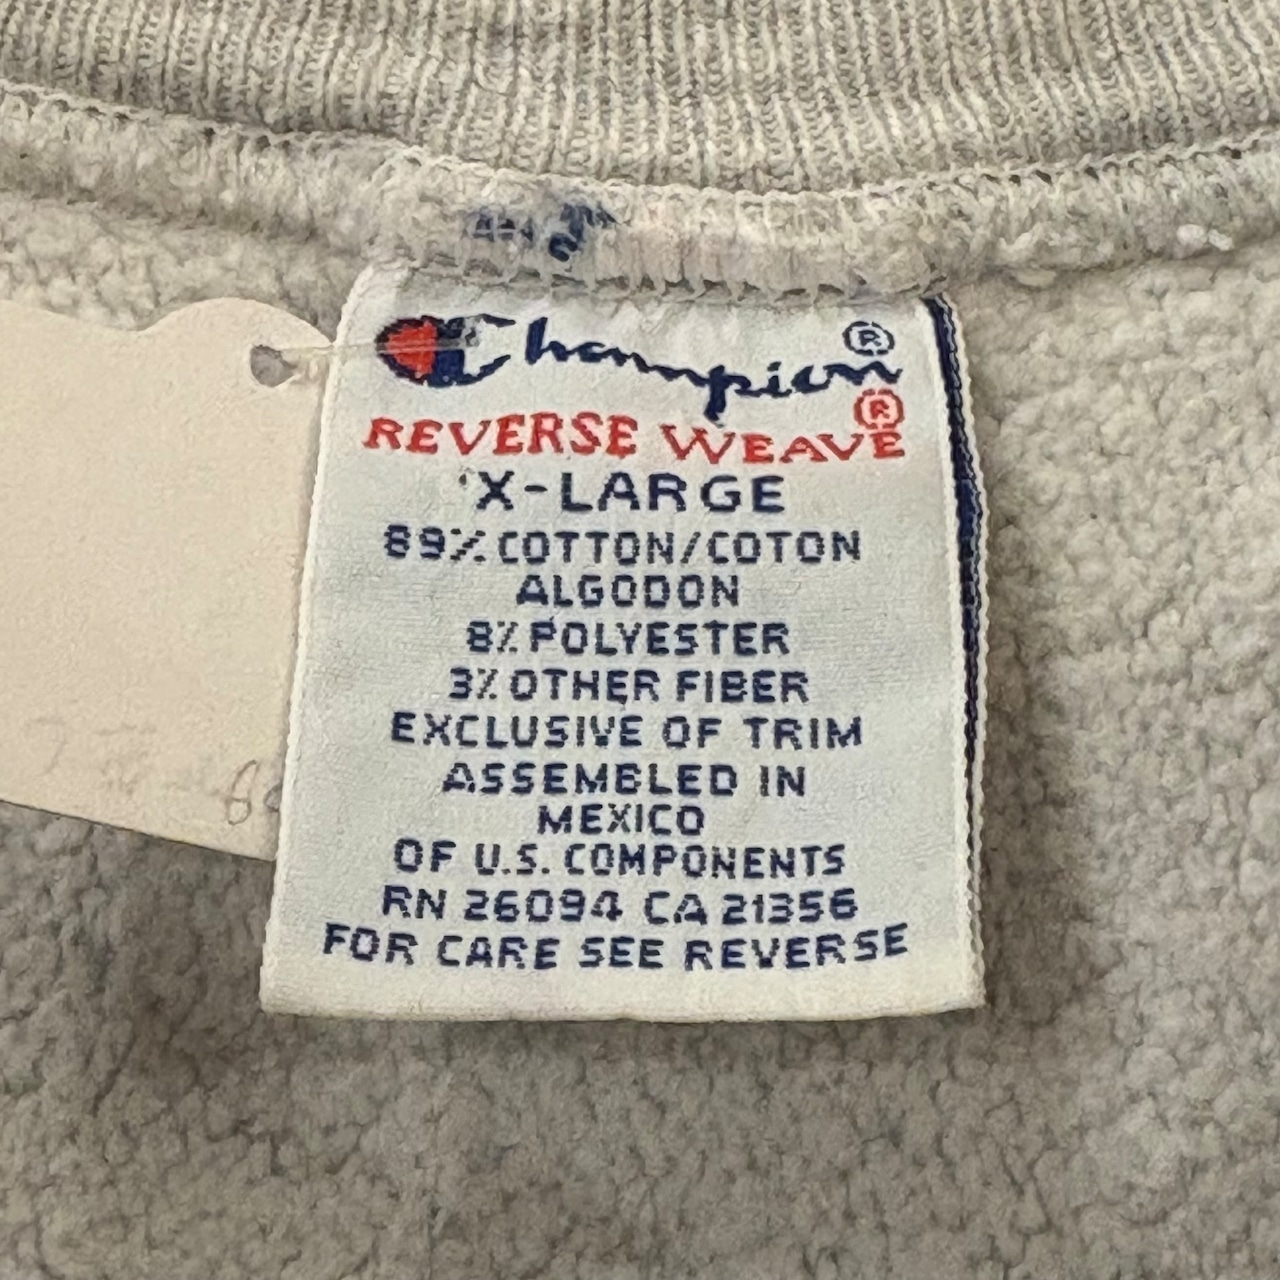 Champion®
REVERSE WEAVE®
X-LARGE
89% COTTON/COTON
ALGODON
8% POLYESTER
3% OTHER FIBER
EXCLUSIVE OF TRIM
ASSEMBLED IN
MEXICO
OF U.S. COMPONENTS
RN 26094 CA 21356
FOR CARE SEE REVERSE